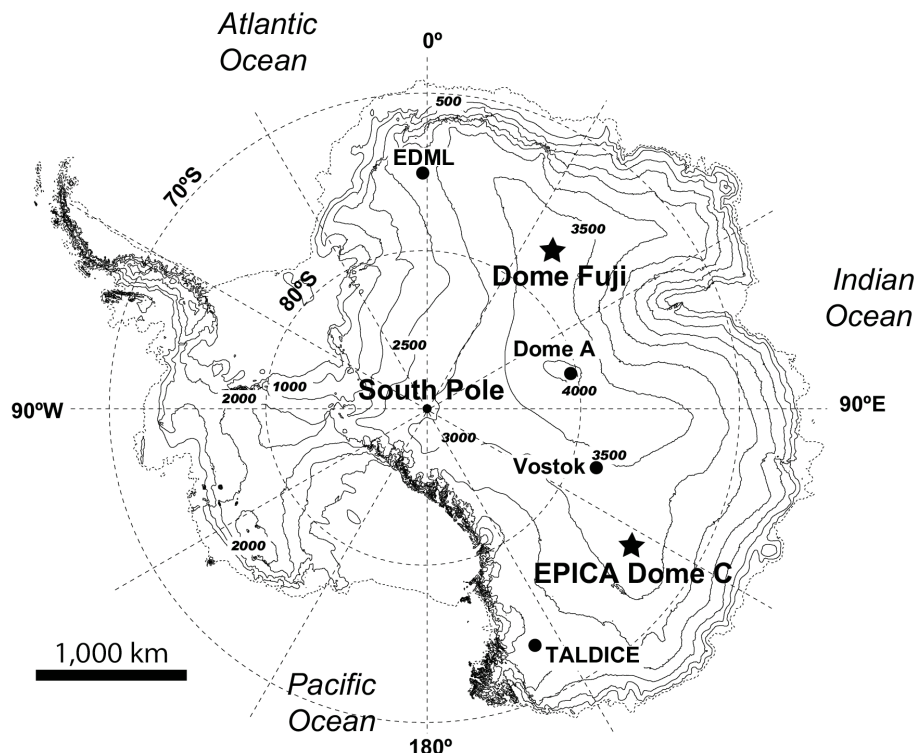 Atlantic
Ocean
0º
500
EDML
70ºS
3500
Dome Fuji
80ºS
Indian
Ocean
2500
Dome A
4000
South Pole
1000
2000
90ºW
90ºE
3000
Vostok
3500
2000
EPICA Dome C
1,000 km
TALDICE
Pacific
Ocean
180º